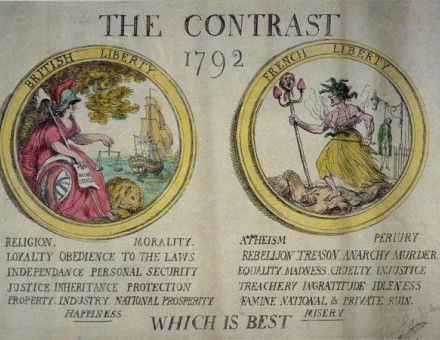 THE CONTRAST
1792
BRITISH LIBERTY
RELIGION. MORALITY.
LOYALTY OBEDIENCE TO THE LAWS
INDEPENDANCE PERSONAL SECURITY
JUSTICE INHERITANCE PROTECTION
PROPERTY. INDUSTRY. NATIONAL PROSPERITY
HAPPINESS
FRENCH LIBERTY
ATHEISM PERJURY
REBELLION. TREASON. ANARCHY MURDER
EQUALITY. MADNESS. CRUELTY. INJUSTICE
TREACHERY INGRATITUDE IDLENESS
FAMINE NATIONAL & PRIVATE RUIN.
MISERY
WHICH IS BEST